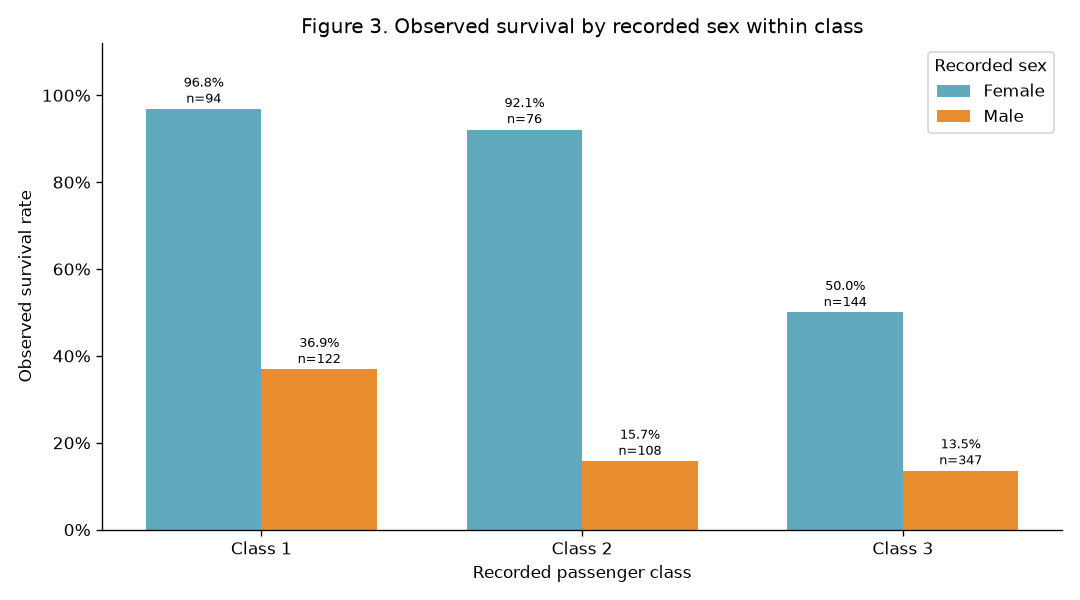 Figure 3. Observed survival by recorded sex within class
Recorded sex
Female
Male
Observed survival rate
100%
80%
60%
40%
20%
0%
96.8%
n=94
36.9%
n=122
92.1%
n=76
15.7%
n=108
50.0%
n=144
13.5%
n=347
Class 1
Class 2
Class 3
Recorded passenger class